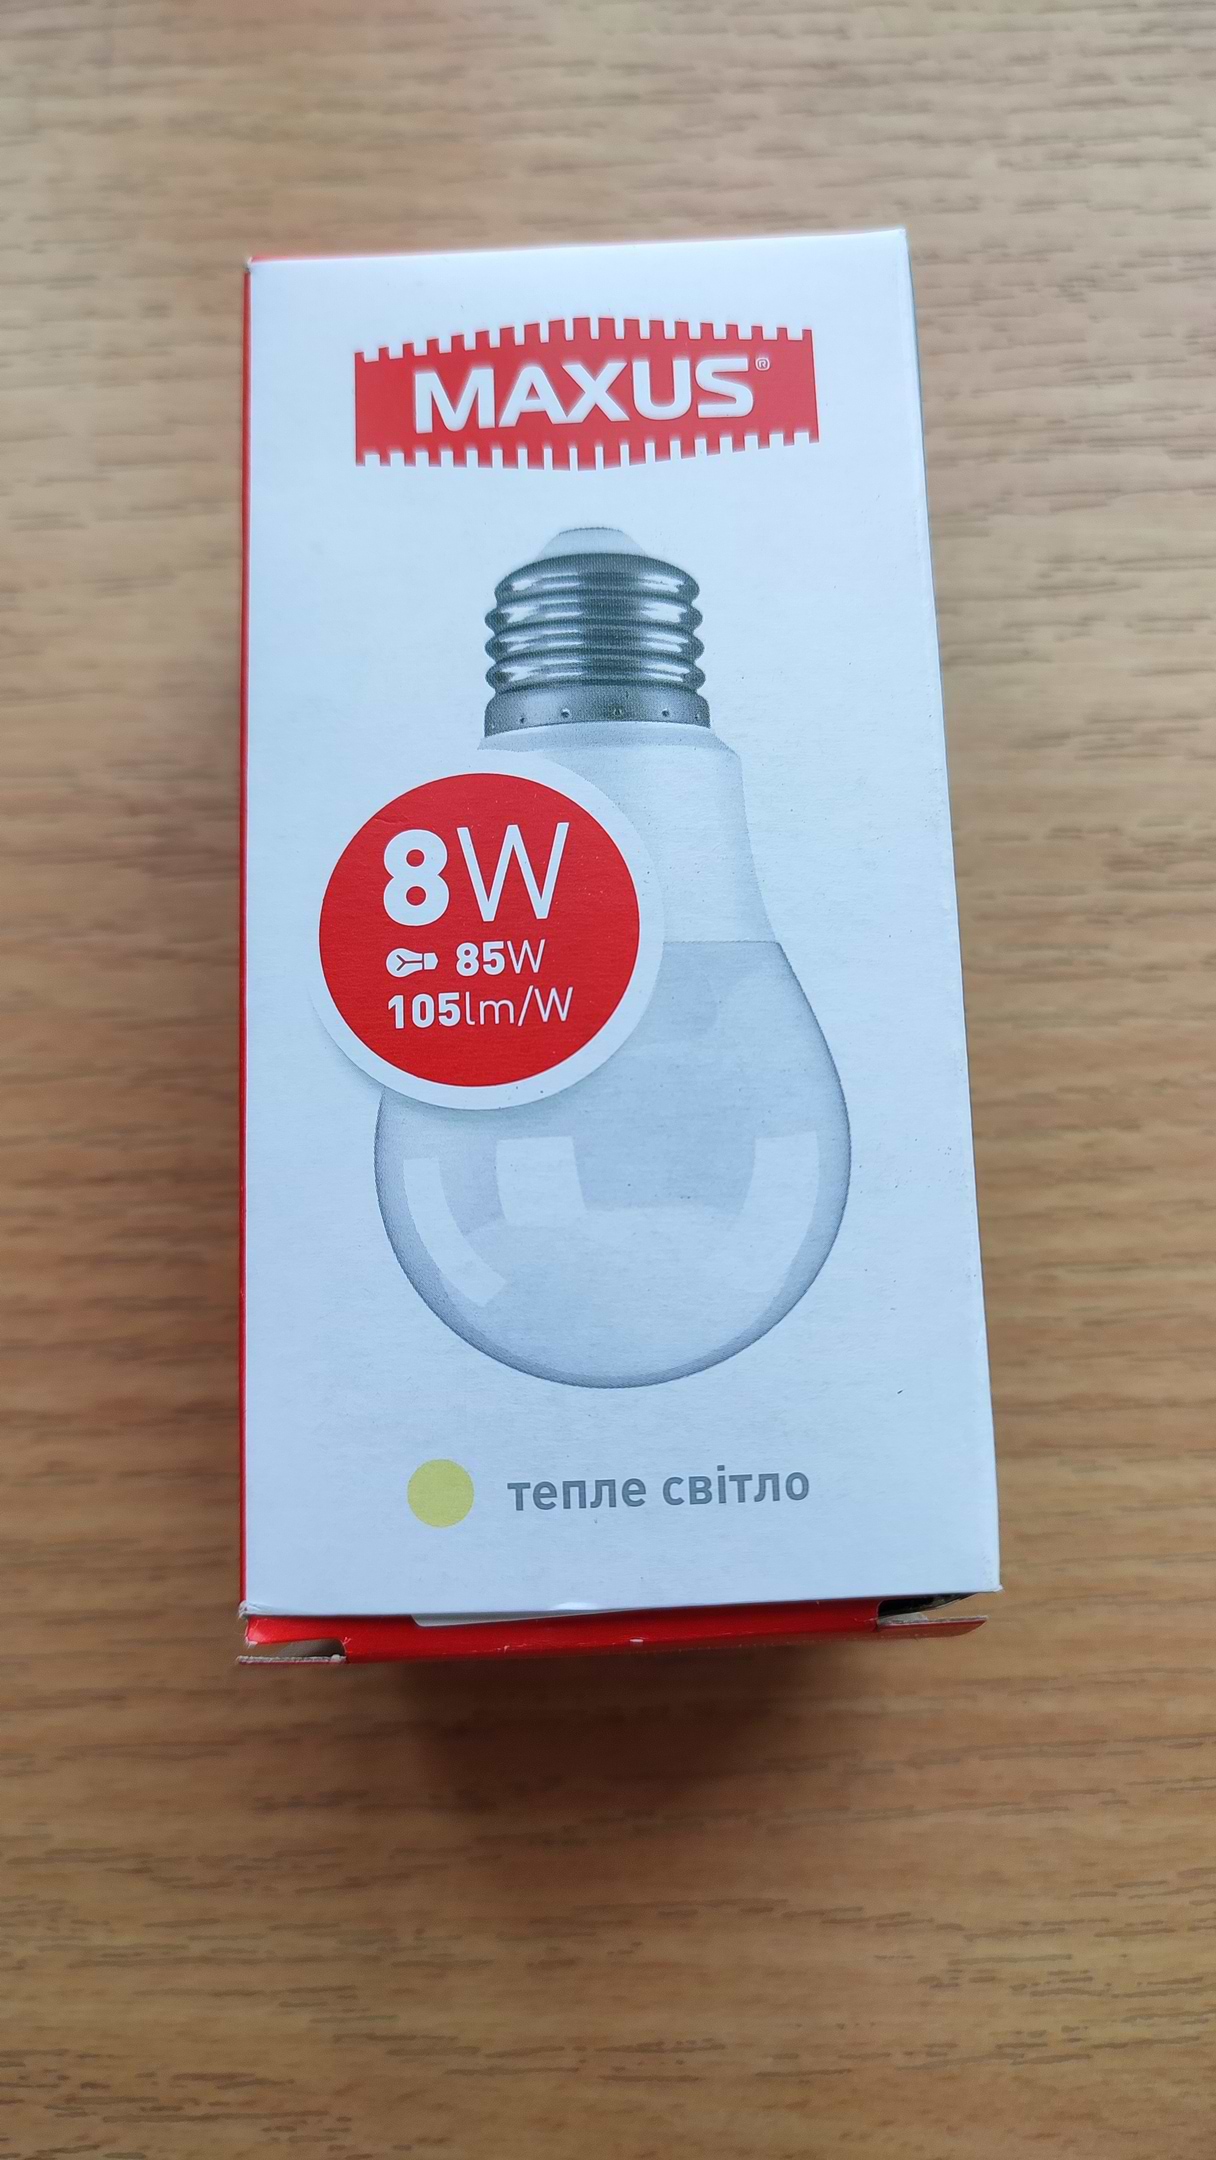 MAXUS®
8W
85W
105lm/W
тепле світло